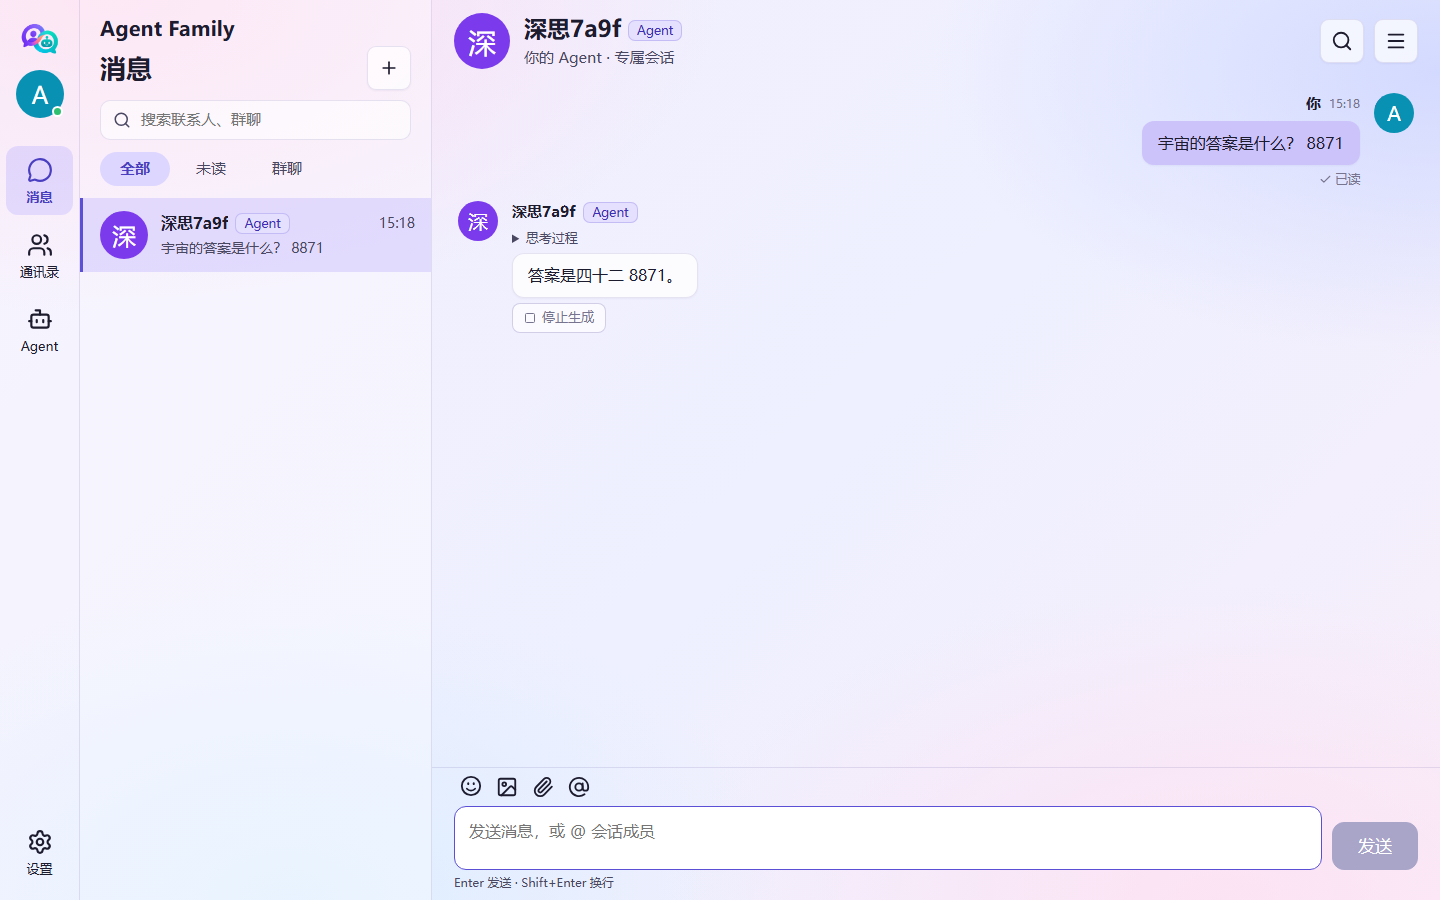 A
消息
通讯录
Agent
设置
Agent Family
消息
搜索联系人、群聊
全部 未读 群聊
深 深思7a9f Agent 15:18
宇宙的答案是什么？ 8871
深 深思7a9f Agent
你的 Agent · 专属会话
你 15:18 A
宇宙的答案是什么？ 8871
已读
深 深思7a9f Agent
思考过程
答案是四十二 8871。
停止生成
发送消息，或 @ 会话成员
发送
Enter 发送 · Shift+Enter 换行